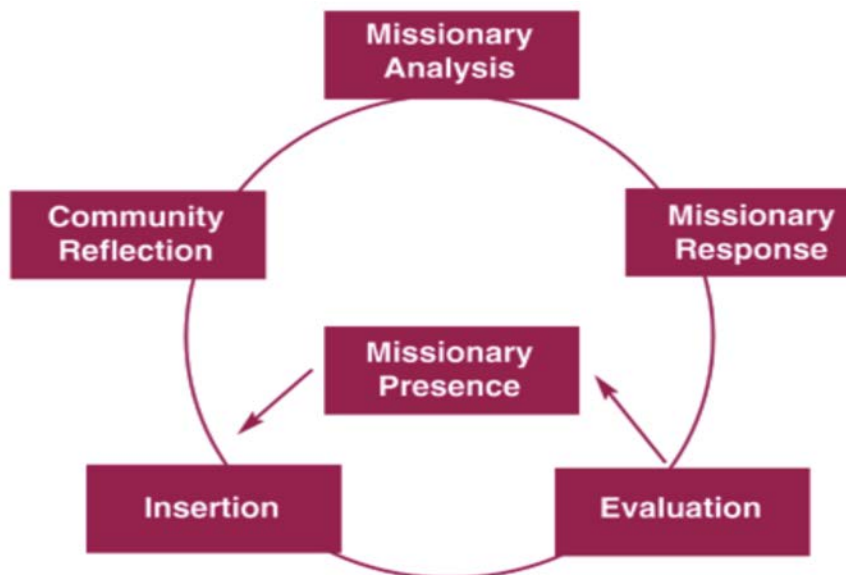 Missionary
Analysis
Community
Reflection
Missionary
Response
Missionary
Presence
Insertion
Evaluation